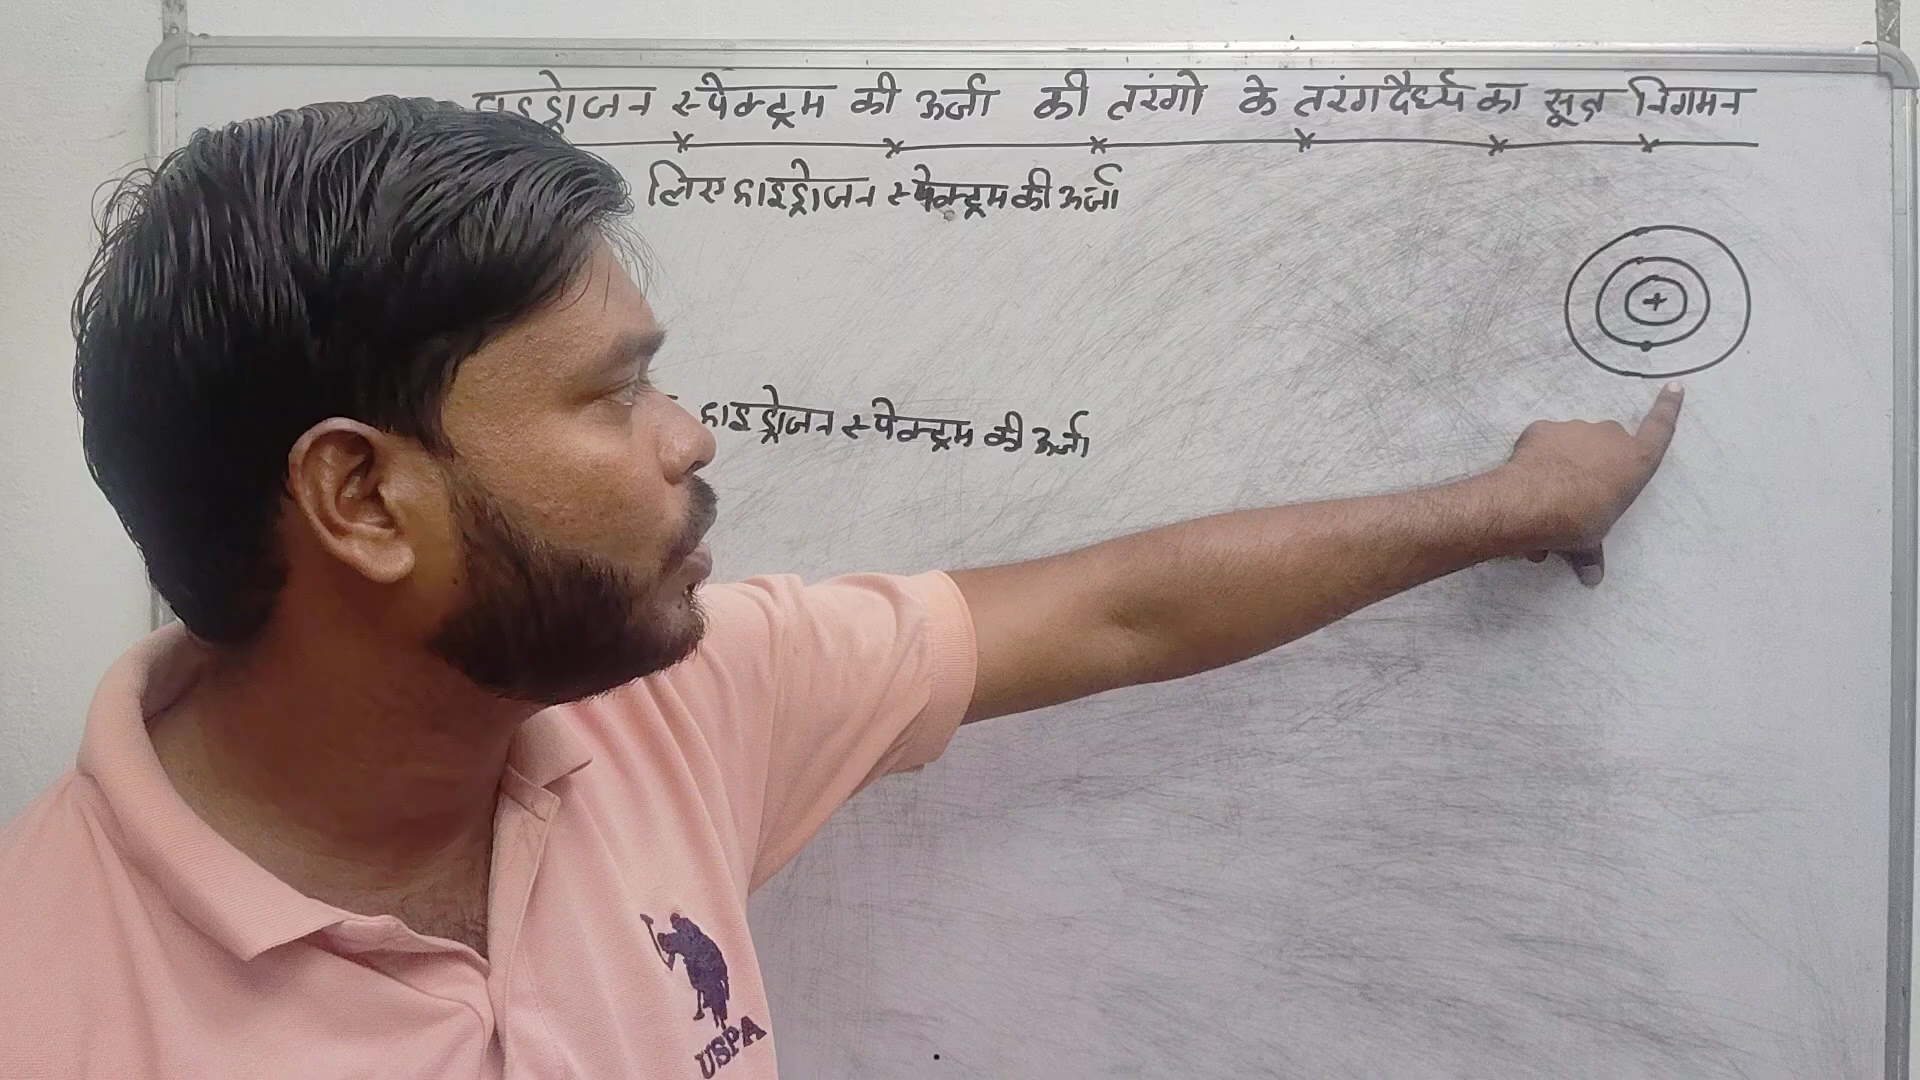 हाइड्रोजन स्पेक्ट्रम की ऊर्जा की तरंगो के तरंगदैर्ध्य का सूत्र निगमन
लिए हाइड्रोजन स्पेक्ट्रम की ऊर्जा
+
हाइड्रोजन स्पेक्ट्रम की ऊर्जा
USPA